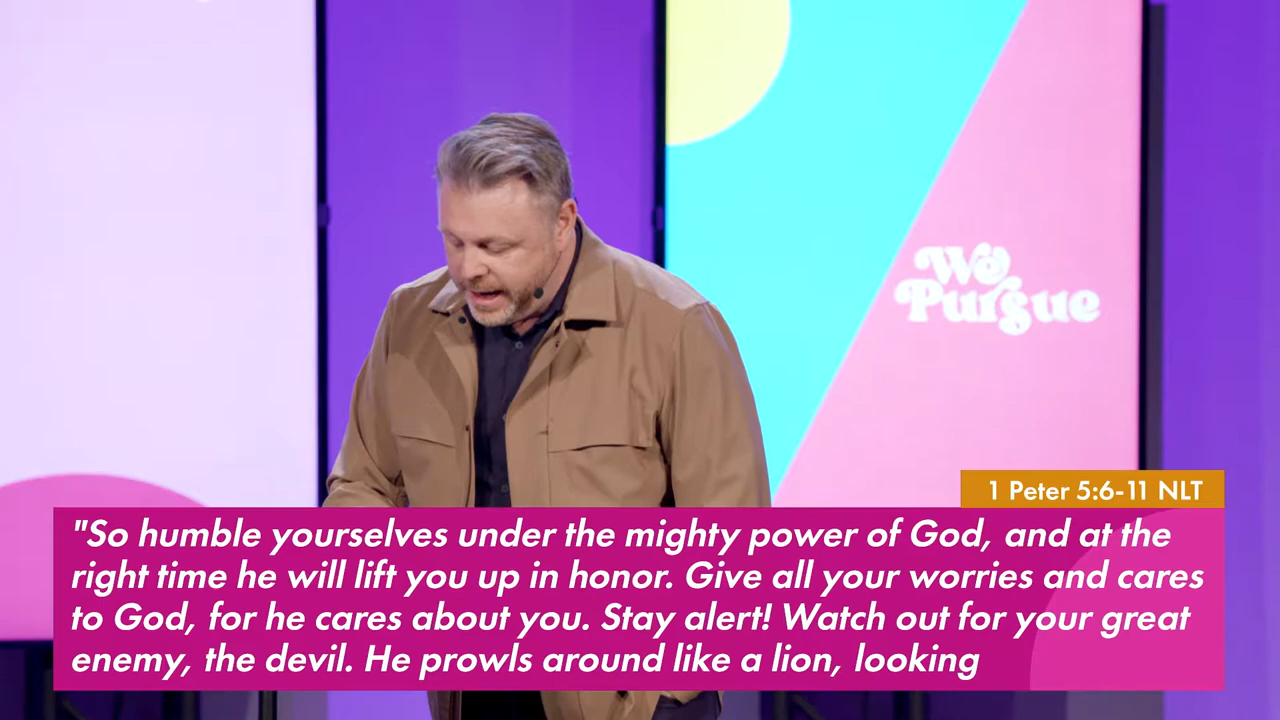 We
Pursue
1 Peter 5:6-11 NLT
"So humble yourselves under the mighty power of God, and at the
right time he will lift you up in honor. Give all your worries and cares
to God, for he cares about you. Stay alert! Watch out for your great
enemy, the devil. He prowls around like a lion, looking